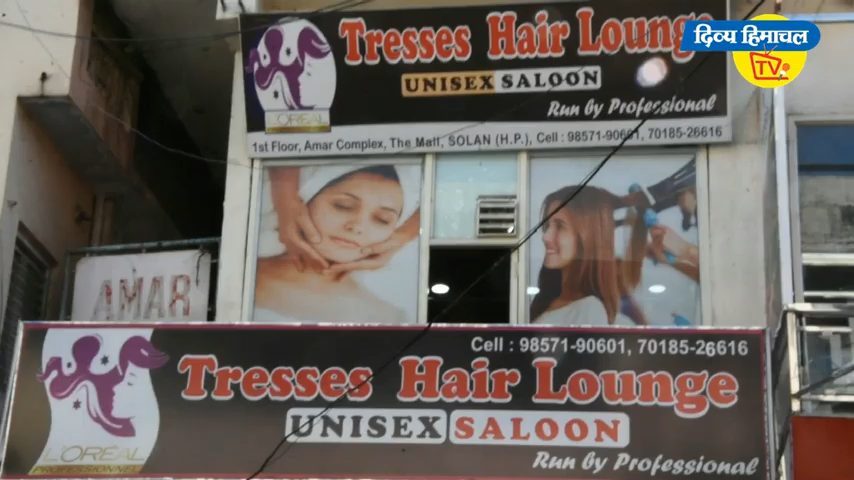 दिव्य हिमाचल
TV
Tresses Hair Lounge
UNISEX SALOON
Run by Professional
L'OREAL
1st Floor, Amar Complex, The Mall, SOLAN (H.P.), Cell : 98571-90601, 70185-26616
AMAR
Cell : 98571-90601, 70185-26616
Tresses Hair Lounge
UNISEX SALOON
Run by Professional
L'OREAL
PROFESSIONNEL